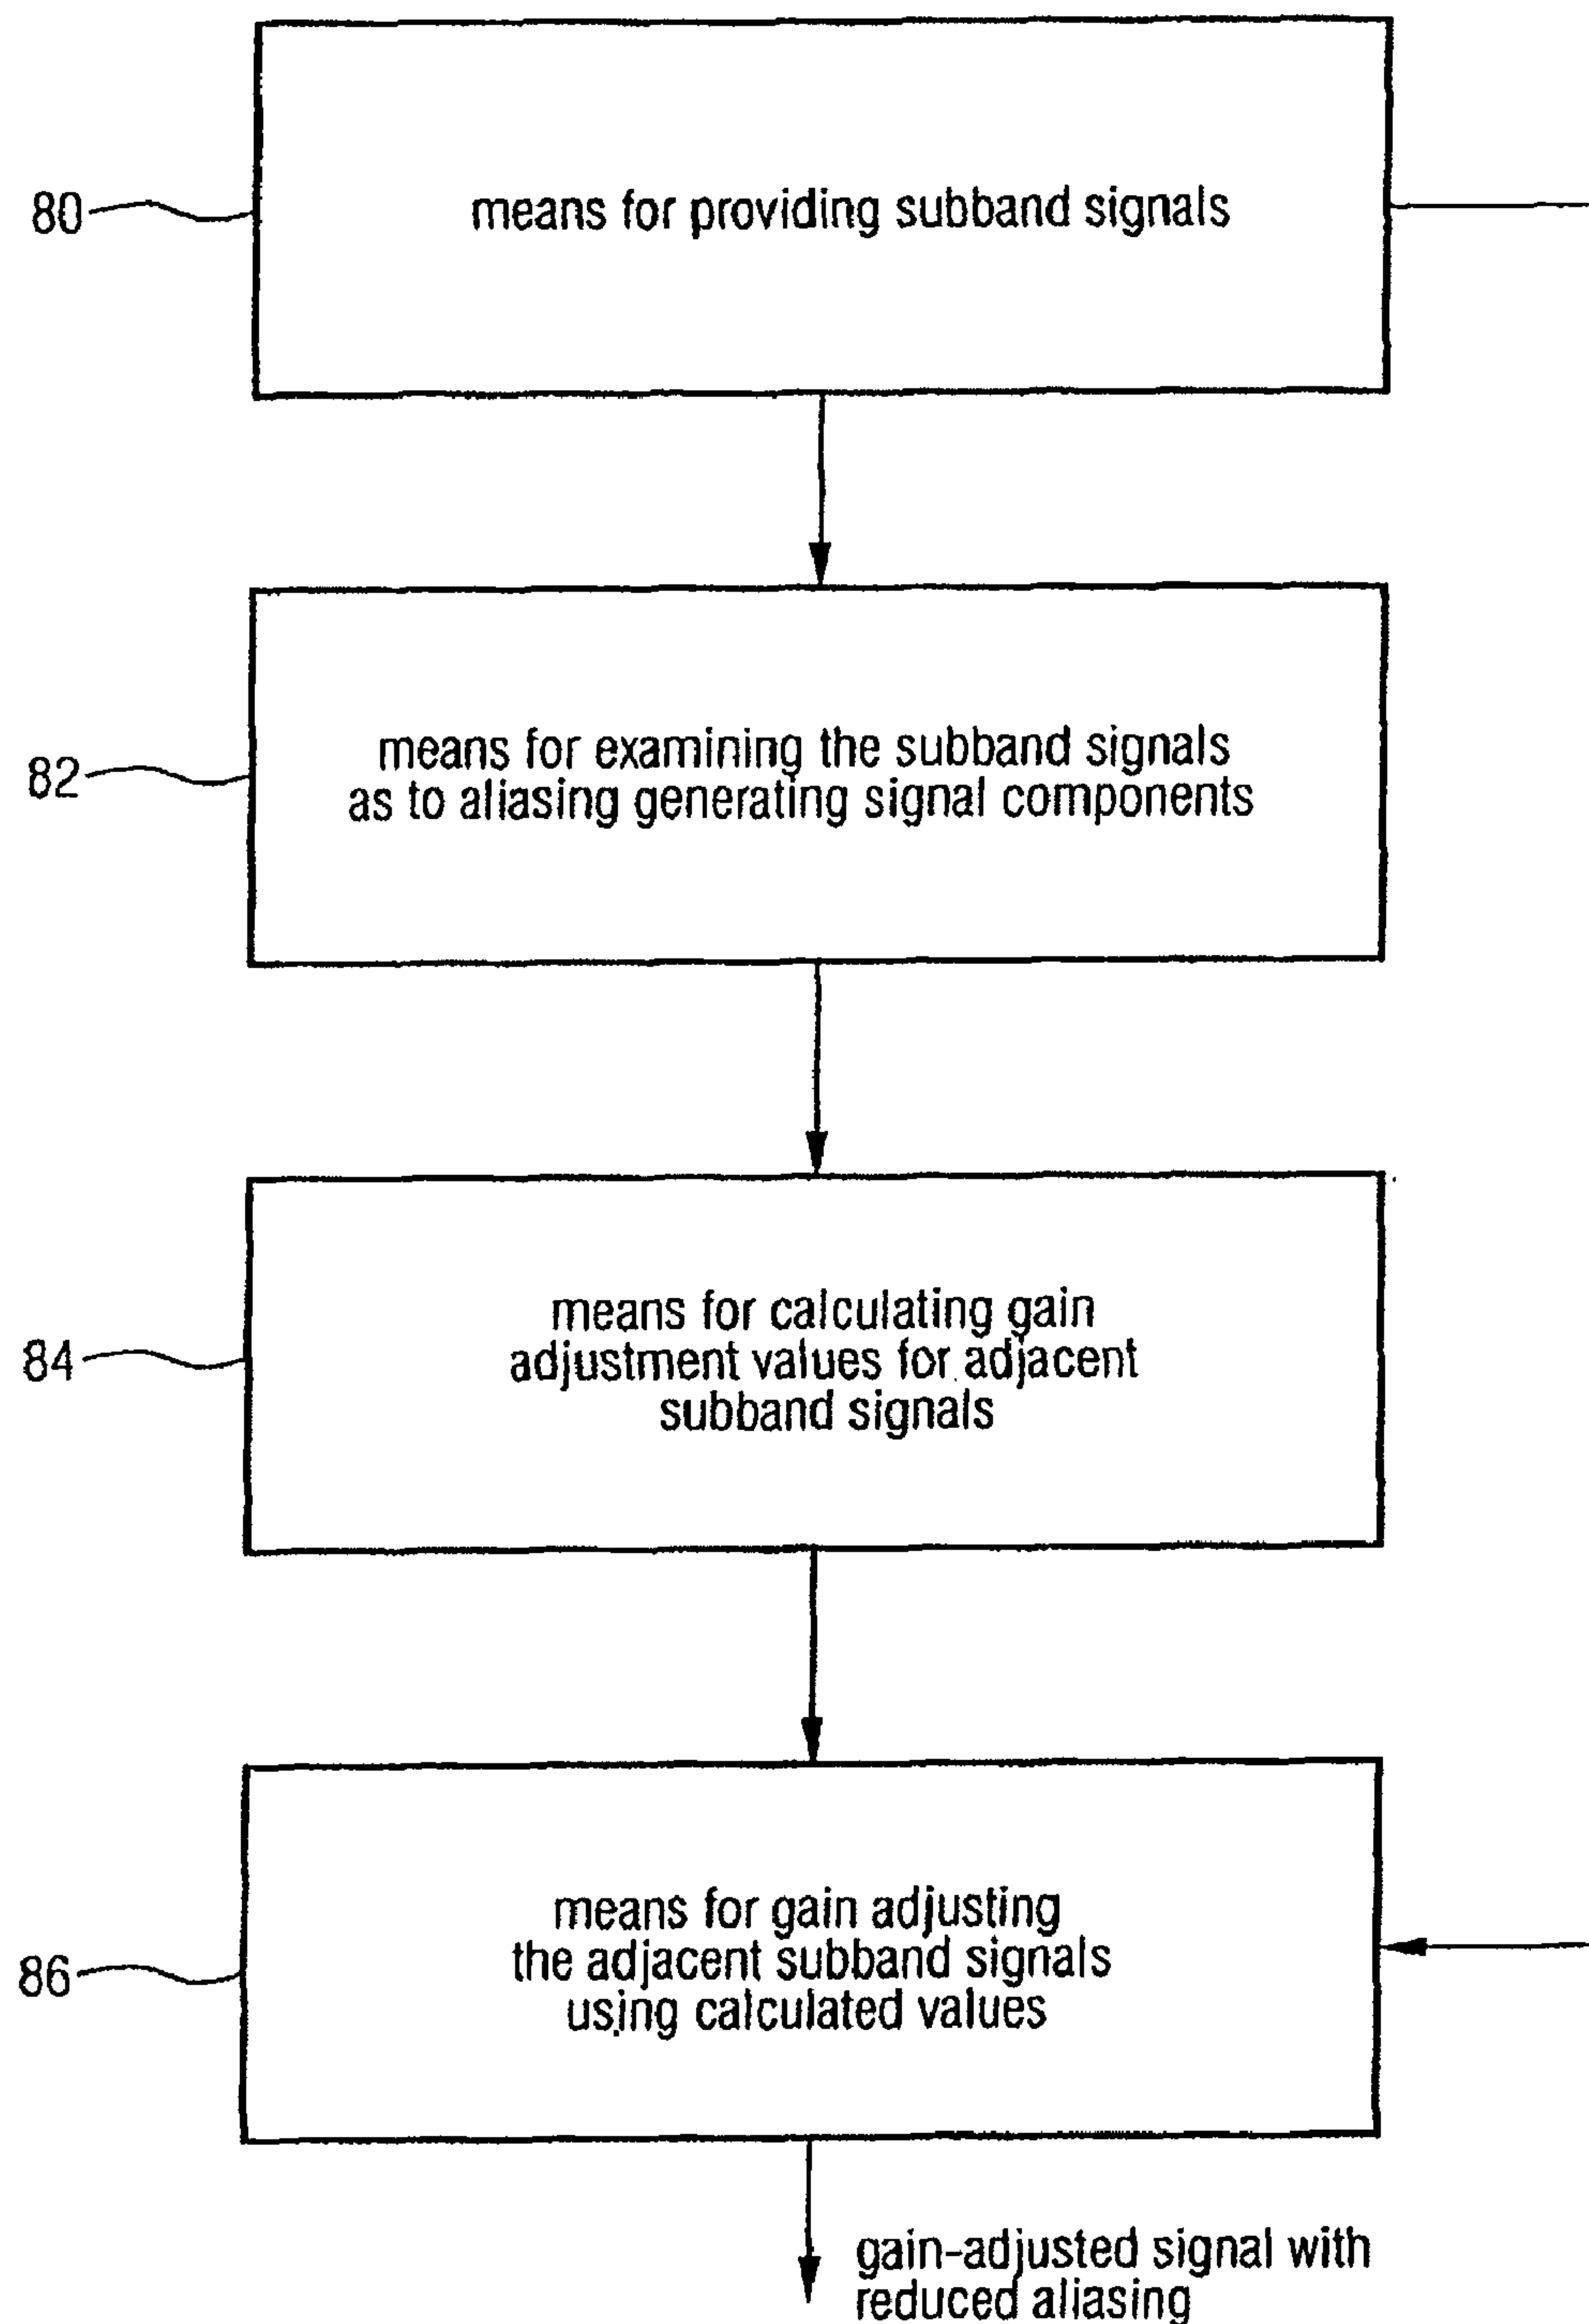 80
means for providing subband signals
82
means for examining the subband signals
as to aliasing generating signal components
84
means for calculating gain
adjustment values for adjacent
subband signals
86
means for gain adjusting
the adjacent subband signals
using calculated values
gain-adjusted signal with
reduced aliasing